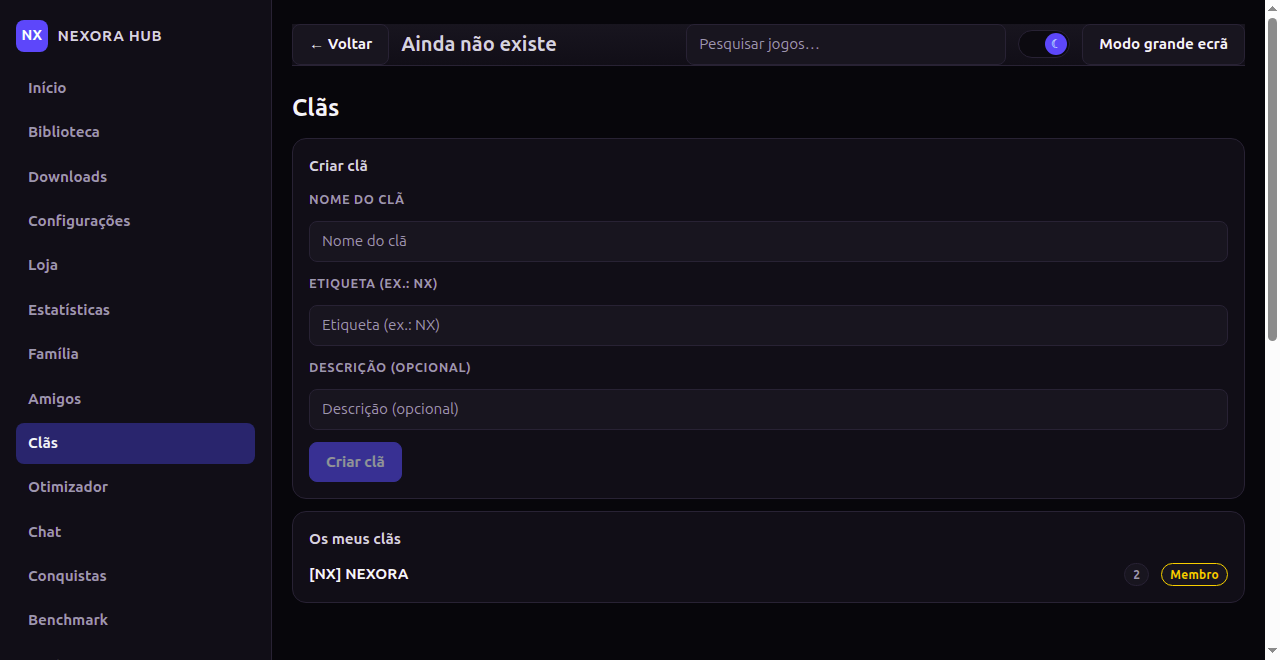 NX NEXORA HUB
Início
Biblioteca
Downloads
Configurações
Loja
Estatísticas
Família
Amigos
Clãs
Otimizador
Chat
Conquistas
Benchmark
← Voltar
Ainda não existe
Pesquisar jogos…
Modo grande ecrã
Clãs
Criar clã
NOME DO CLÃ
Nome do clã
ETIQUETA (EX.: NX)
Etiqueta (ex.: NX)
DESCRIÇÃO (OPCIONAL)
Descrição (opcional)
Criar clã
Os meus clãs
[NX] NEXORA
2
Membro